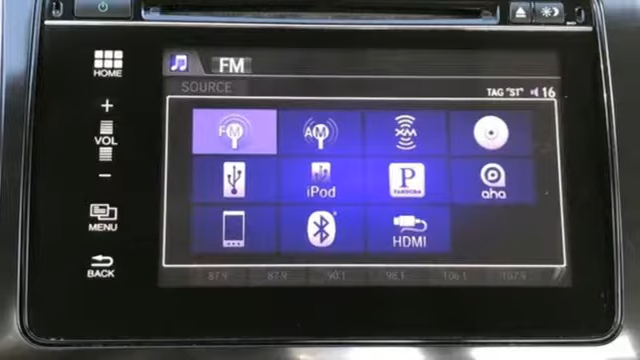 HOME
+
VOL
−
MENU
BACK
FM
SOURCE
TAG "ST" 16
FM AM XM
iPod P PANDORA aha
HDMI
87.9 87.9 90.1 98.1 106.1 107.9